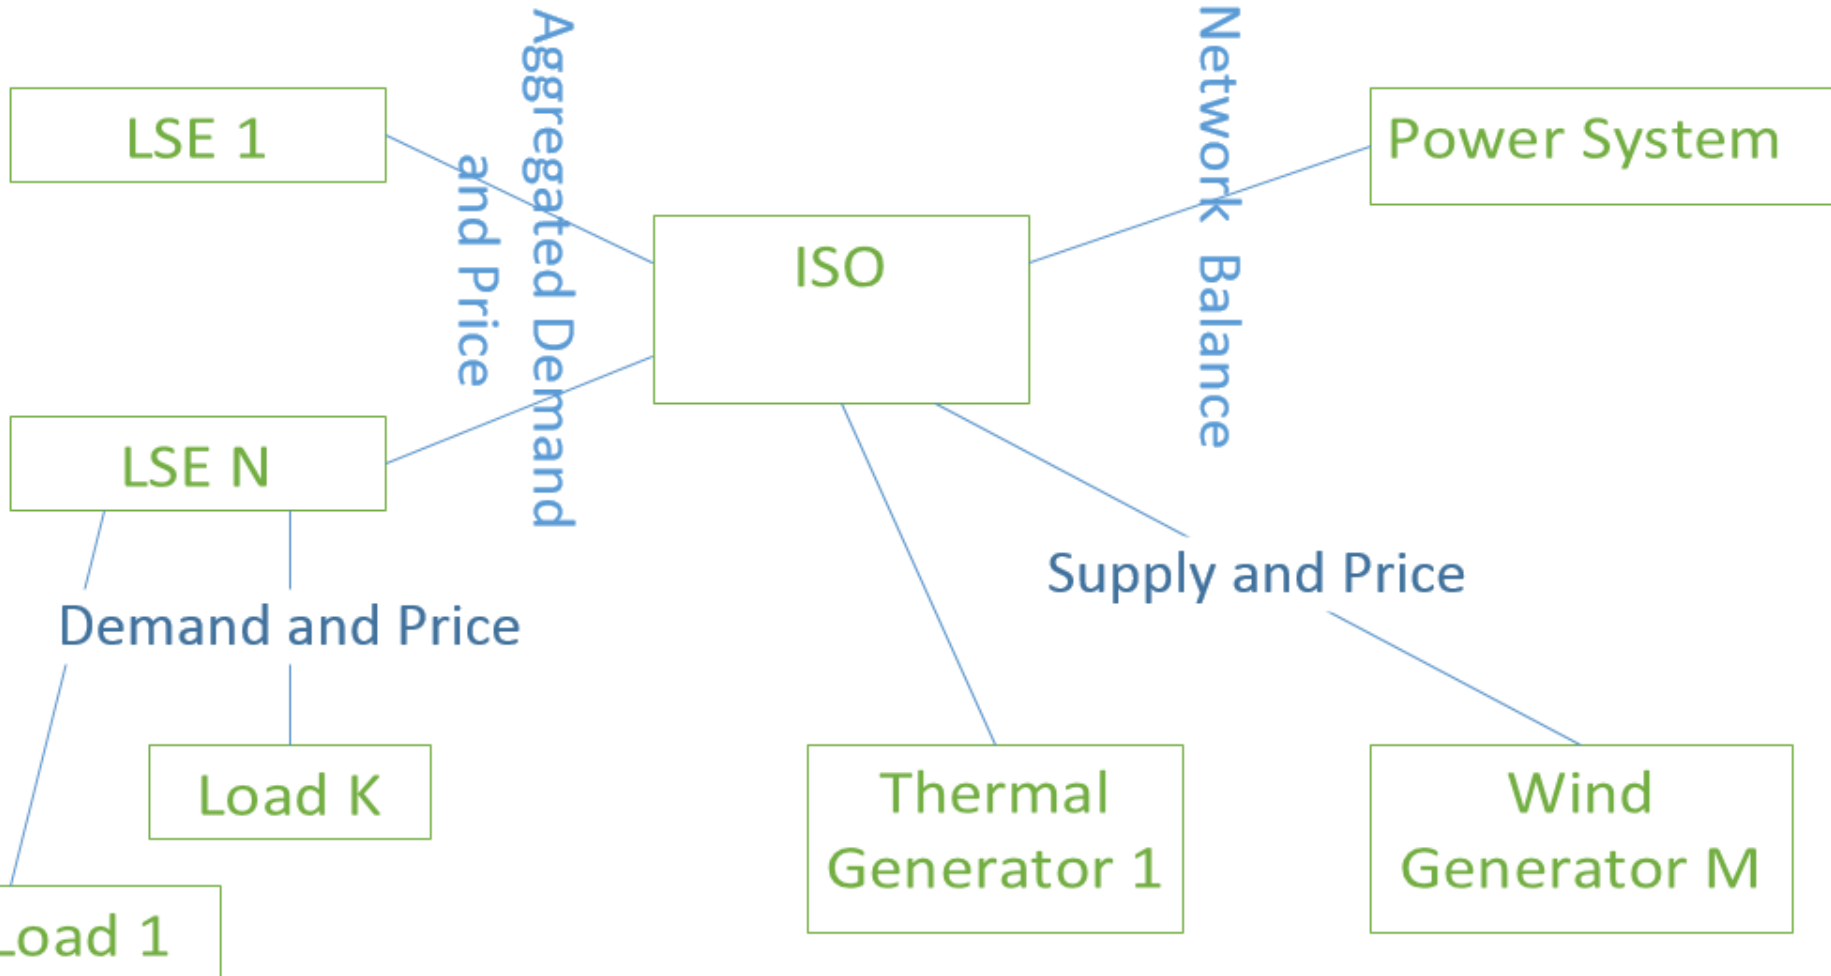 LSE 1
Aggregated Demand
and Price
Network Balance
Power System
ISO
LSE N
Supply and Price
Demand and Price
Load K
Thermal
Generator 1
Wind
Generator M
Load 1